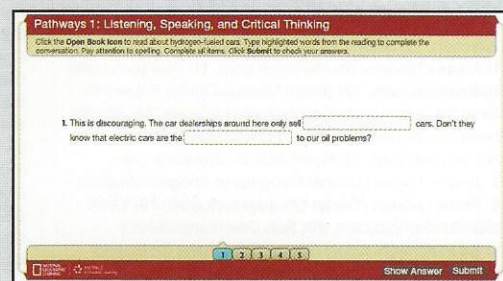 Pathways 1: Listening, Speaking, and Critical Thinking
Click the Open Book Icon to read about hydrogen-fueled cars. Type highlighted words from the reading to complete the
conversation. Pay attention to spelling. Complete all items. Click Submit to check your answers.
1. This is discouraging. The car dealerships around here only sell cars. Don't they
know that electric cars are the to our oil problems?
1 2 3 4 5
NATIONAL
GEOGRAPHIC
LEARNING
Show Answer Submit